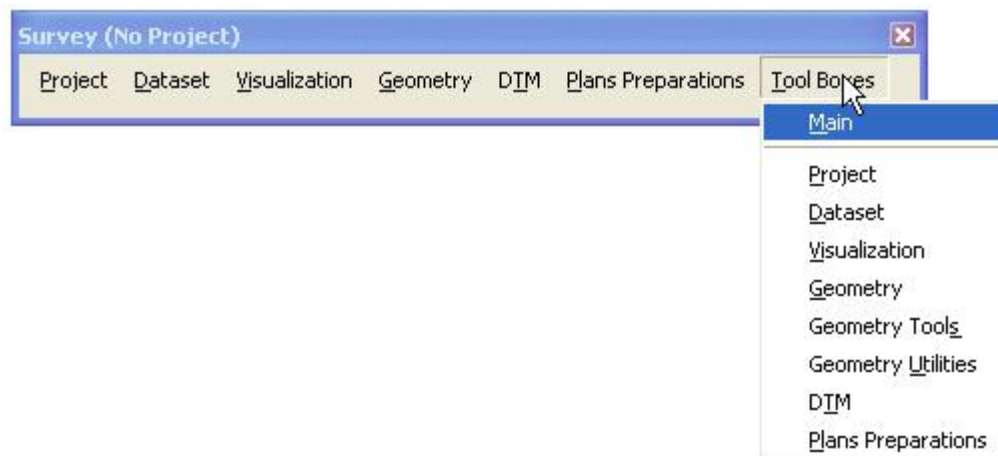 Survey (No Project)
Project Dataset Visualization Geometry DTM Plans Preparations Tool Boxes
Main
Project
Dataset
Visualization
Geometry
Geometry Tools
Geometry Utilities
DTM
Plans Preparations